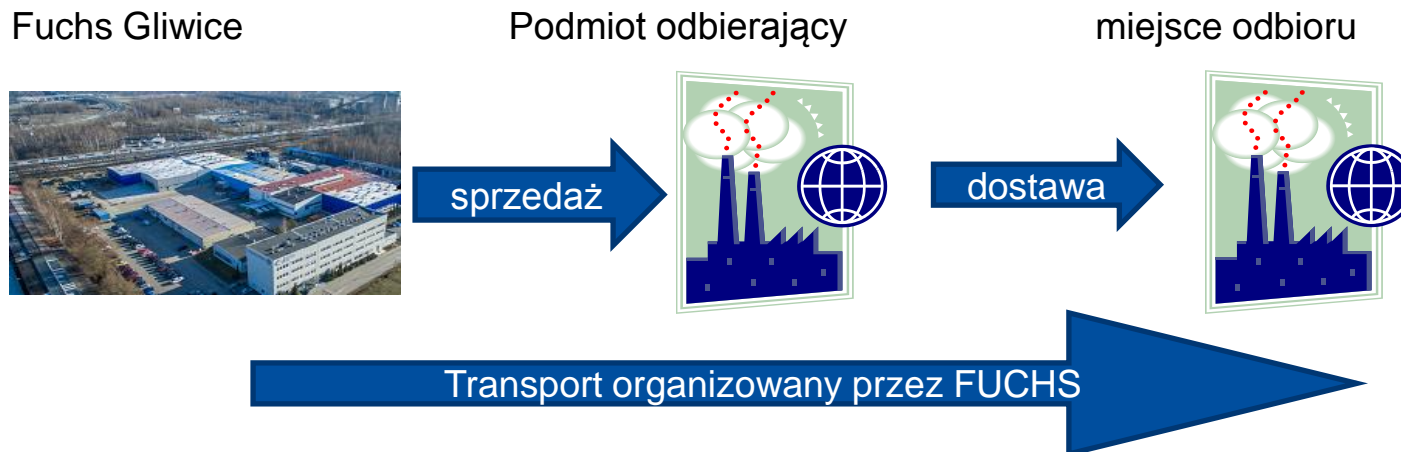 Fuchs Gliwice
Podmiot odbierający
miejsce odbioru
sprzedaż
dostawa
Transport organizowany przez FUCHS